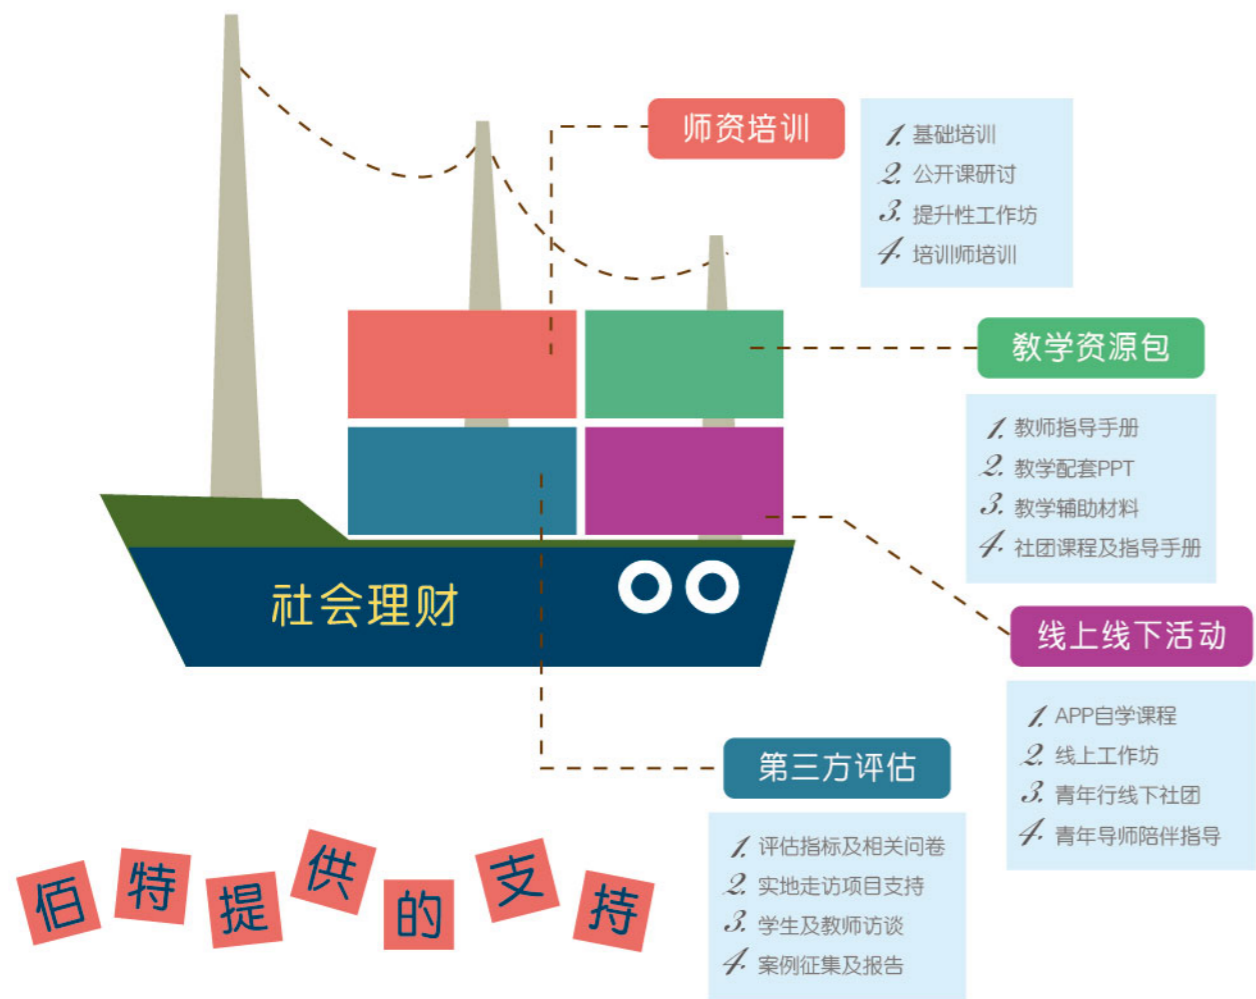 师资培训
1. 基础培训
2. 公开课研讨
3. 提升性工作坊
4. 培训师培训
教学资源包
1. 教师指导手册
2. 教学配套PPT
3. 教学辅助材料
4. 社团课程及指导手册
社会理财
线上线下活动
1. APP自学课程
2. 线上工作坊
3. 青年行线下社团
4. 青年导师陪伴指导
第三方评估
1. 评估指标及相关问卷
2. 实地走访项目支持
3. 学生及教师访谈
4. 案例征集及报告
佰特提供的支持